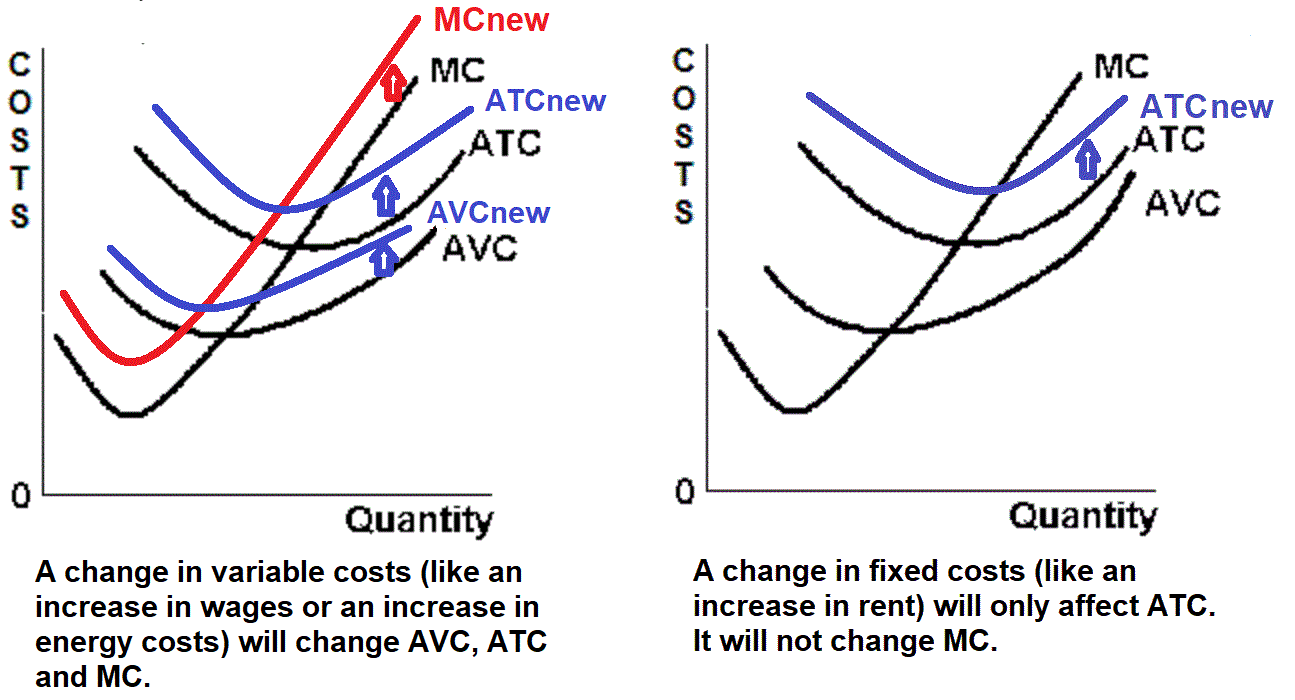 MCnew
MC
ATCnew
ATC
AVCnew
AVC
COSTS
0
Quantity
A change in variable costs (like an
increase in wages or an increase in
energy costs) will change AVC, ATC
and MC.
MC
ATCnew
ATC
AVC
COSTS
0
Quantity
A change in fixed costs (like an
increase in rent) will only affect ATC.
It will not change MC.